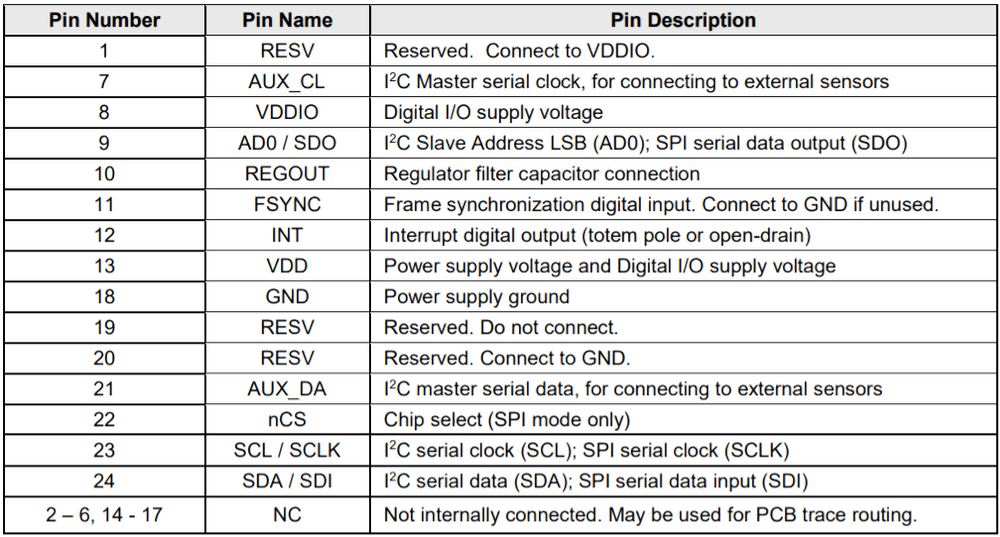 Pin Number Pin Name Pin Description
1 RESV Reserved. Connect to VDDIO.
7 AUX_CL I²C Master serial clock, for connecting to external sensors
8 VDDIO Digital I/O supply voltage
9 AD0 / SDO I²C Slave Address LSB (AD0); SPI serial data output (SDO)
10 REGOUT Regulator filter capacitor connection
11 FSYNC Frame synchronization digital input. Connect to GND if unused.
12 INT Interrupt digital output (totem pole or open-drain)
13 VDD Power supply voltage and Digital I/O supply voltage
18 GND Power supply ground
19 RESV Reserved. Do not connect.
20 RESV Reserved. Connect to GND.
21 AUX_DA I²C master serial data, for connecting to external sensors
22 nCS Chip select (SPI mode only)
23 SCL / SCLK I²C serial clock (SCL); SPI serial clock (SCLK)
24 SDA / SDI I²C serial data (SDA); SPI serial data input (SDI)
2 – 6, 14 - 17 NC Not internally connected. May be used for PCB trace routing.